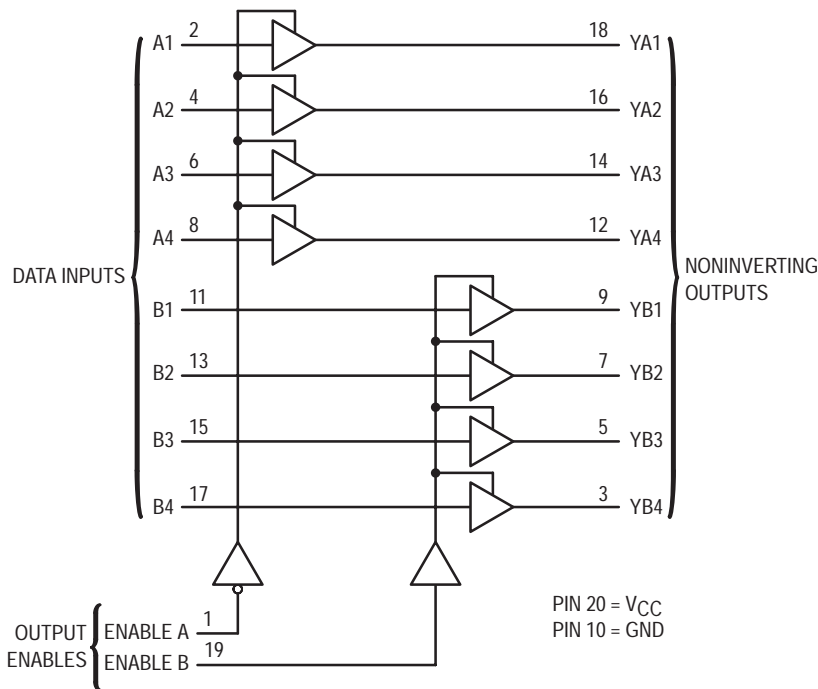 A1 2 18 YA1
A2 4 16 YA2
A3 6 14 YA3
A4 8 12 YA4
DATA INPUTS
NONINVERTING
OUTPUTS
B1 11 9 YB1
B2 13 7 YB2
B3 15 5 YB3
B4 17 3 YB4
OUTPUT
ENABLES
ENABLE A 1
ENABLE B 19
PIN 20 = VCC
PIN 10 = GND